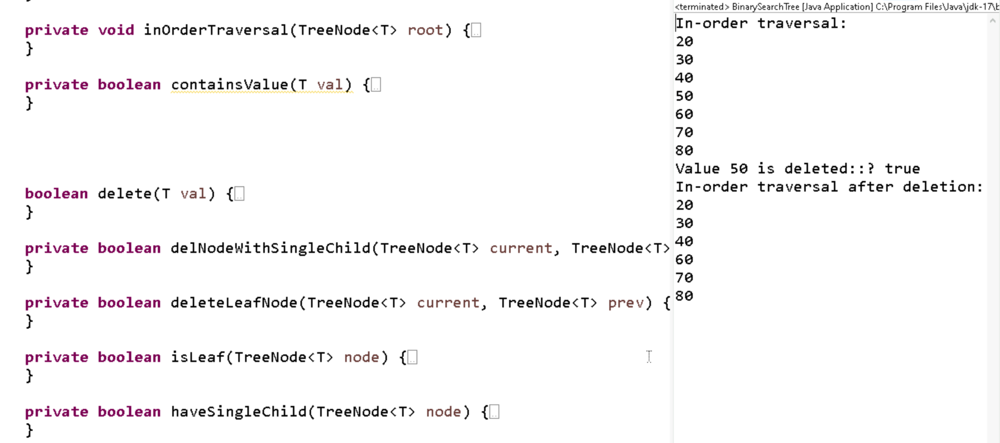 private void inOrderTraversal(TreeNode<T> root) {
}
private boolean containsValue(T val) {
}
boolean delete(T val) {
}
private boolean delNodeWithSingleChild(TreeNode<T> current, TreeNode<T>
}
private boolean deleteLeafNode(TreeNode<T> current, TreeNode<T> prev) {
}
private boolean isLeaf(TreeNode<T> node) {
}
private boolean haveSingleChild(TreeNode<T> node) {
}
<terminated> BinarySearchTree [Java Application] C:\Program Files\Java\jdk-17\b
In-order traversal:
20
30
40
50
60
70
80
Value 50 is deleted::? true
In-order traversal after deletion:
20
30
40
60
70
80